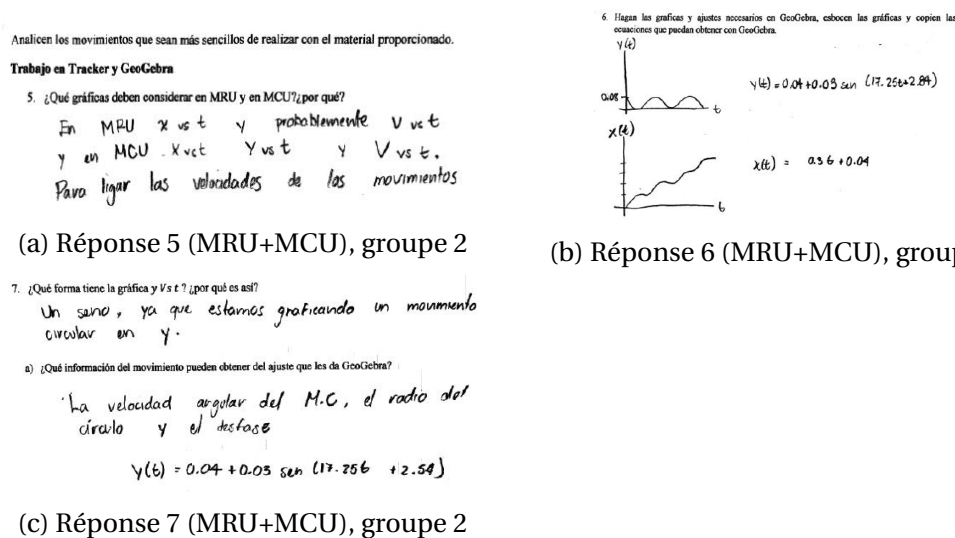 Analicen los movimientos que sean más sencillos de realizar con el material proporcionado.
Trabajo en Tracker y GeoGebra
5. ¿Qué gráficas deben considerar en MRU y en MCU?¿por qué?
En MRU x vs t y probablemente V vs t
y en MCU. X vst Y vs t y V vs t.
Para ligar las velocidades de los movimientos
(a) Réponse 5 (MRU+MCU), groupe 2
6. Hagan las graficas y ajustes necesarios en GeoGebra, esbocen las gráficas y copien las
ecuaciones que puedan obtener con GeoGebra.
y(t)
0.08
t
y(t) = 0.04+0.03 sen (17.25t+2.84)
x(t)
t
x(t) = 0.36+0.04
(b) Réponse 6 (MRU+MCU), group
7. ¿Qué forma tiene la gráfica y Vs t ? ¿por qué es así?
Un seno, ya que estamos graficando un movimiento
circular en y.
a) ¿Qué información del movimiento pueden obtener del ajuste que les da GeoGebra?
La velocidad angular del M.C, el radio del
círculo y el desfase
y(t) = 0.04 + 0.03 sen (17.25t + 2.54)
(c) Réponse 7 (MRU+MCU), groupe 2